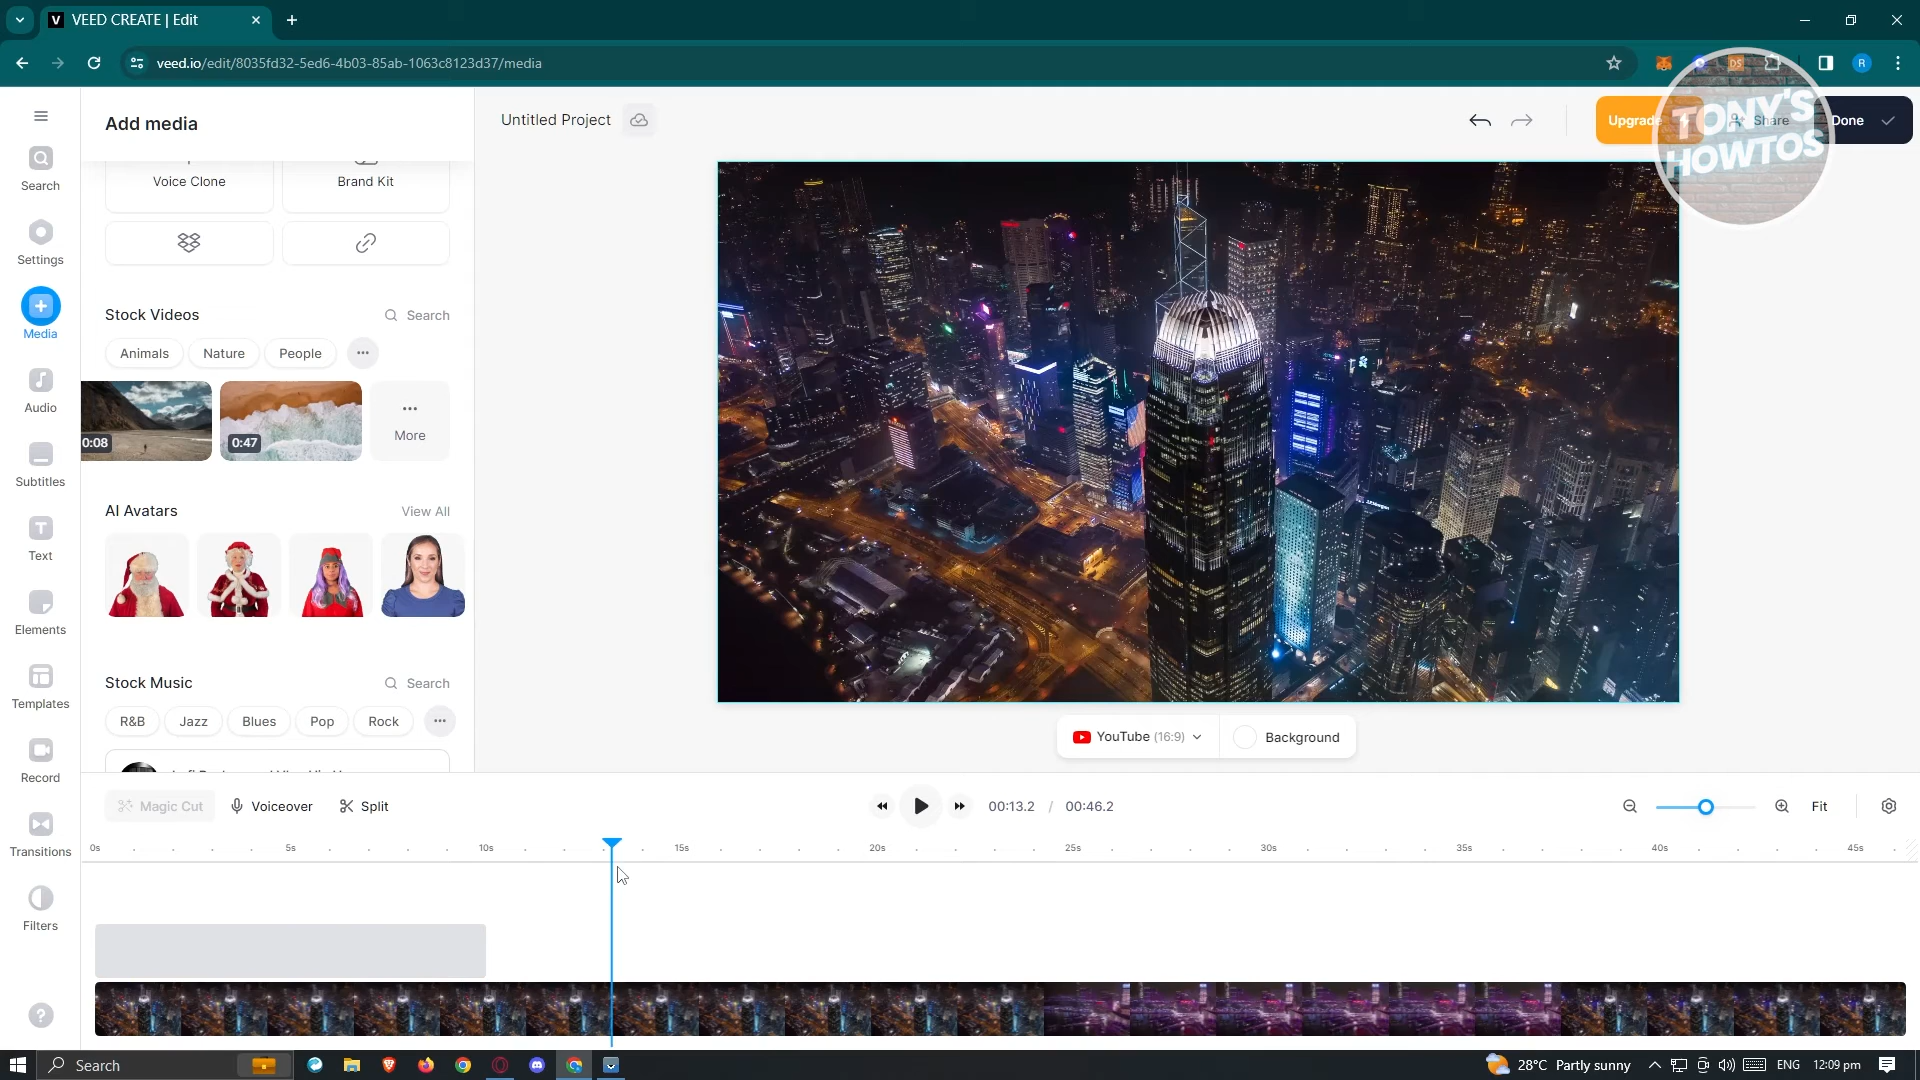 VEED CREATE | Edit
veed.io/edit/8035fd32-5ed6-4b03-85ab-1063c8123d37/media
DS
R
TONY'S
HOWTOS
Add media
Untitled Project
Upgrade
Share
Done
Search
Settings
Media
Audio
Subtitles
Text
Elements
Templates
Record
Transitions
Filters
Voice Clone
Brand Kit
Stock Videos
Search
Animals
Nature
People
0:08
0:47
More
AI Avatars
View All
Stock Music
Search
R&B
Jazz
Blues
Pop
Rock
YouTube (16:9)
Background
Magic Cut
Voiceover
Split
00:13.2 / 00:46.2
Fit
0s
5s
10s
15s
20s
25s
30s
35s
40s
45s
Search
28°C Partly sunny
ENG
12:09 pm